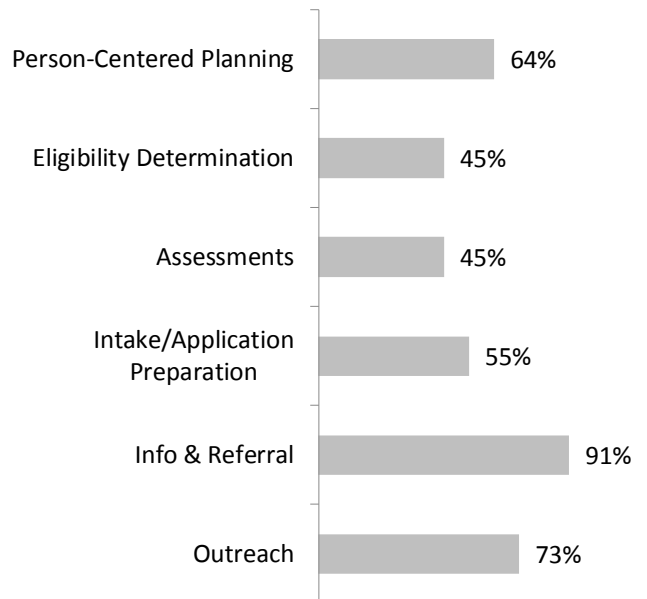 Person-Centered Planning 64%
Eligibility Determination 45%
Assessments 45%
Intake/Application
Preparation 55%
Info & Referral 91%
Outreach 73%